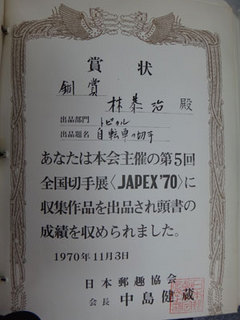 賞状
銅賞
林泰治殿
出品部門 トピカル
出品題名 自転車の切手
あなたは本会主催の第5回
全国切手展〈JAPEX'70〉に
収集作品を出品され頭書の
成績を収められました。
1970年11月3日
日本郵趣協会
会長 中島健蔵